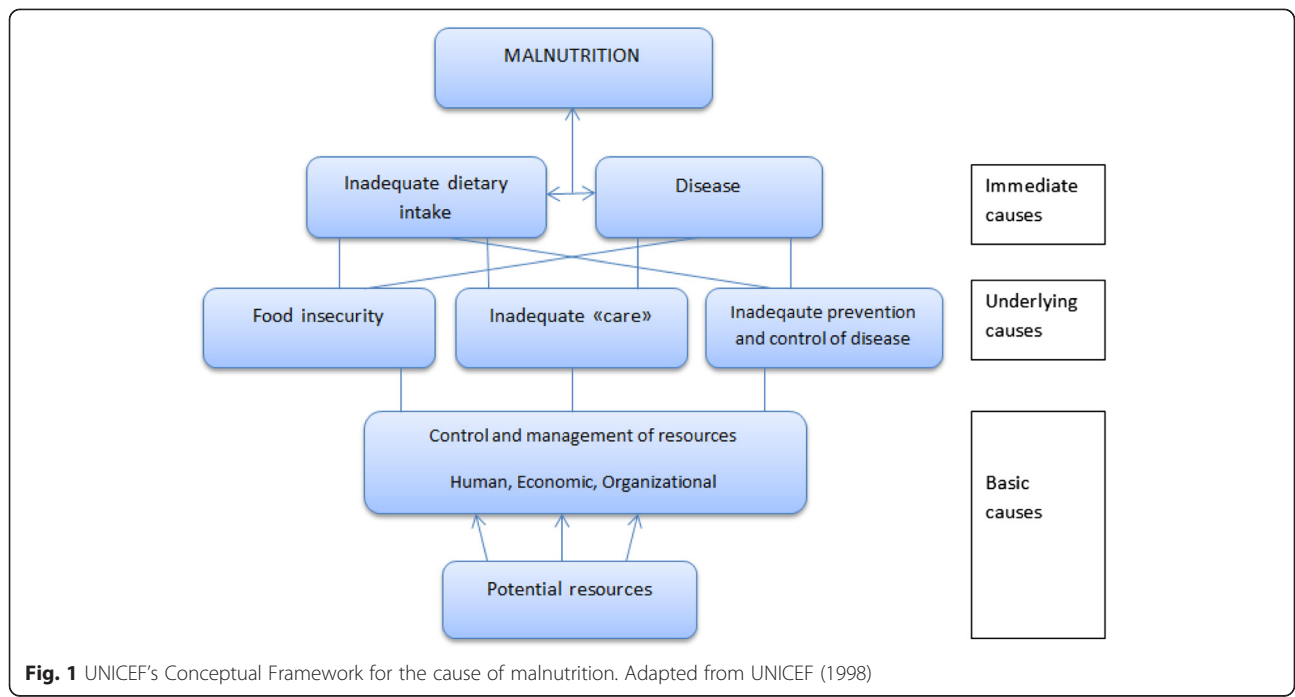 MALNUTRITION
Inadequate dietary
intake
Disease
Immediate
causes
Food insecurity
Inadequate «care»
Inadeqaute prevention
and control of disease
Underlying
causes
Control and management of resources
Human, Economic, Organizational
Basic
causes
Potential resources
Fig. 1 UNICEF's Conceptual Framework for the cause of malnutrition. Adapted from UNICEF (1998)